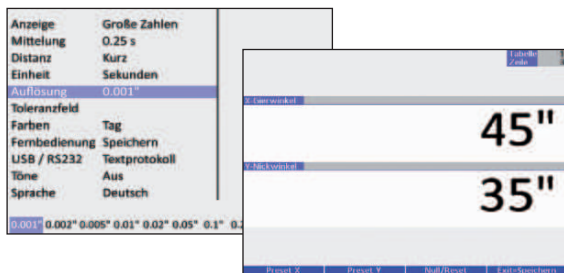 Anzeige Große Zahlen
Mittelung 0.25 s
Distanz Kurz
Einheit Sekunden
Auflösung 0.001"
Toleranzfeld
Farben Tag
Fernbedienung Speichern
USB / RS232 Textprotokoll
Töne Aus
Sprache Deutsch
0.001" 0.002" 0.005" 0.01" 0.02" 0.05" 0.1"
Tabelle
Zeile
X-Gierwinkel
45"
Y-Nickwinkel
35"
Preset X Preset Y Null/Reset Exit=Speichern